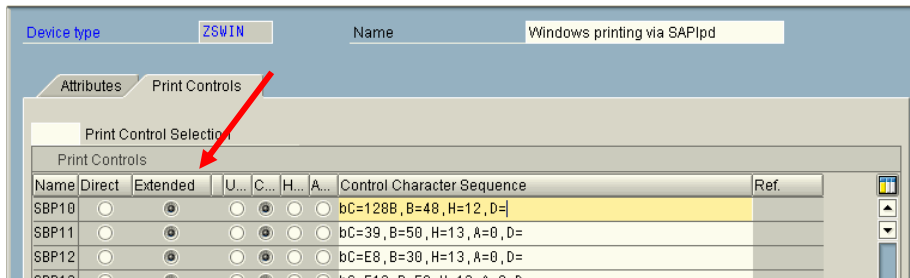 Device type ZSWIN Name Windows printing via SAPlpd
Attributes Print Controls
Print Control Selection
Print Controls
Name Direct Extended U... C... H... A... Control Character Sequence Ref.
SBP10 bC=128B,B=48,H=12,D=
SBP11 bC=39,B=50,H=13,A=0,D=
SBP12 bC=E8,B=30,H=13,A=0,D=